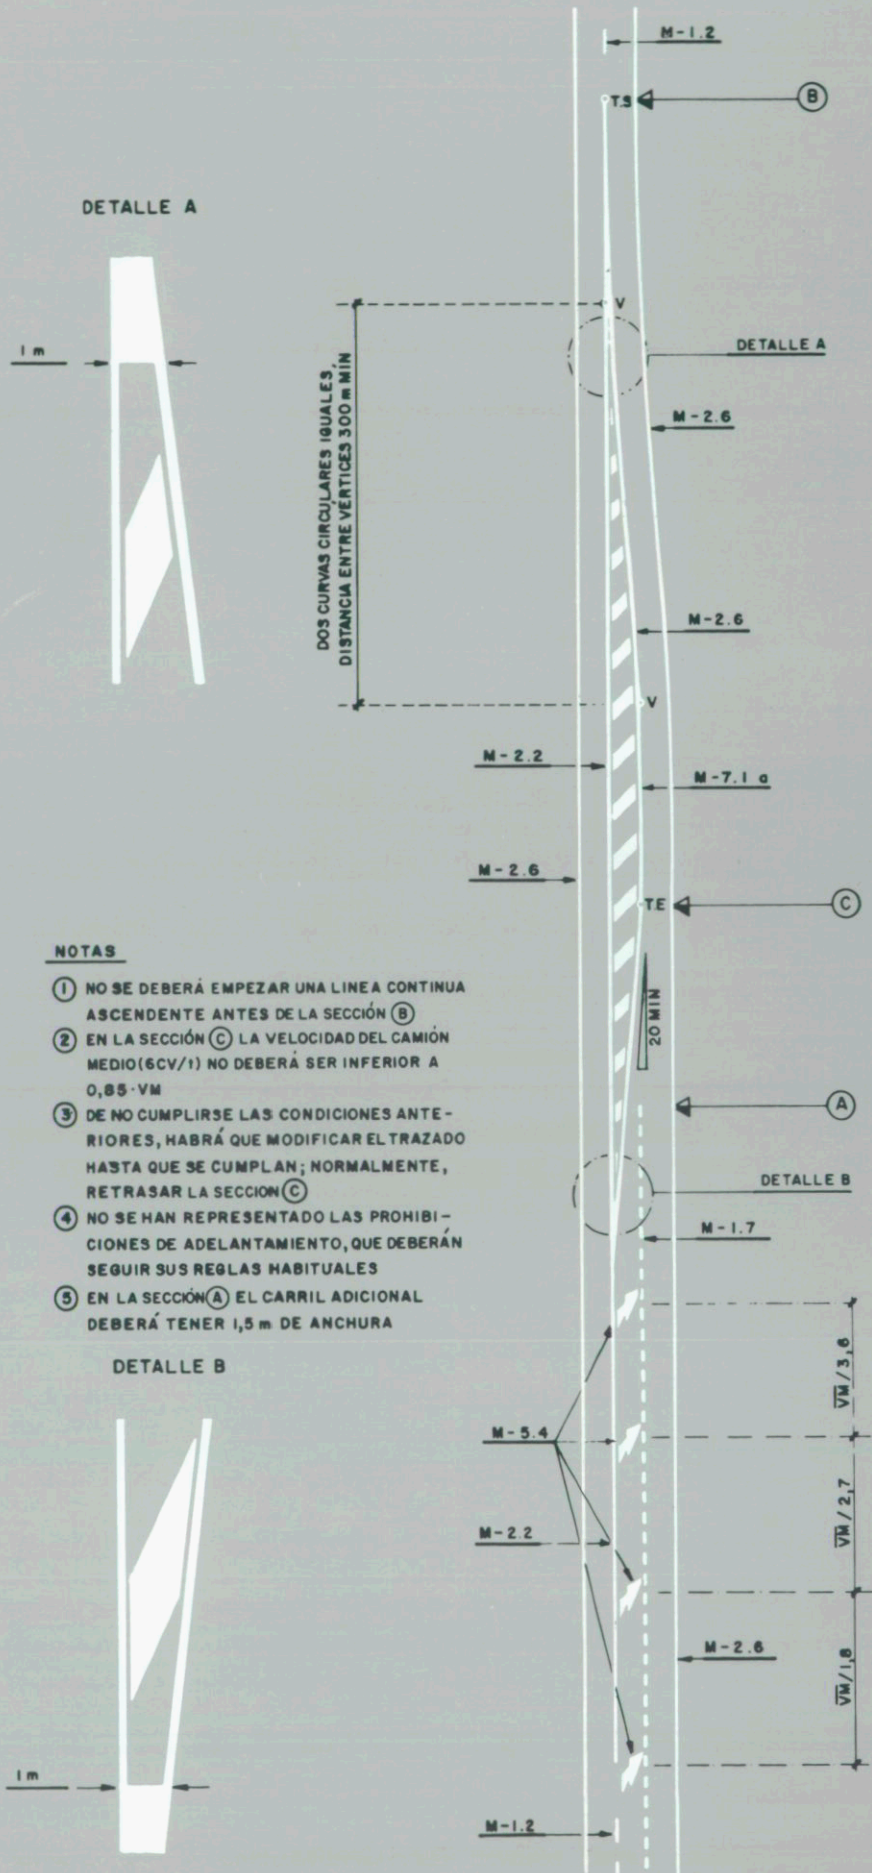 M-1.2
T.S
B
DETALLE A
V
1 m
DETALLE A
M-2.6
DOS CURVAS CIRCULARES IGUALES,
DISTANCIA ENTRE VÉRTICES 300 m MÍN
M-2.6
V
M-2.2
M-7.1 a
M-2.6
T.E
C
NOTAS
1 NO SE DEBERÁ EMPEZAR UNA LINEA CONTINUA
ASCENDENTE ANTES DE LA SECCIÓN B
2 EN LA SECCIÓN C LA VELOCIDAD DEL CAMIÓN
MEDIO(6CV/t) NO DEBERÁ SER INFERIOR A
0,85·VM
3 DE NO CUMPLIRSE LAS CONDICIONES ANTE-
RIORES, HABRÁ QUE MODIFICAR EL TRAZADO
HASTA QUE SE CUMPLAN; NORMALMENTE,
RETRASAR LA SECCION C
4 NO SE HAN REPRESENTADO LAS PROHIBI-
CIONES DE ADELANTAMIENTO, QUE DEBERÁN
SEGUIR SUS REGLAS HABITUALES
5 EN LA SECCIÓN A EL CARRIL ADICIONAL
DEBERÁ TENER 1,5 m DE ANCHURA
20 MIN
A
DETALLE B
M-1.7
DETALLE B
VM/3,6
M-5.4
VM/2,7
M-2.2
M-2.6
VM/1,8
1 m
M-1.2